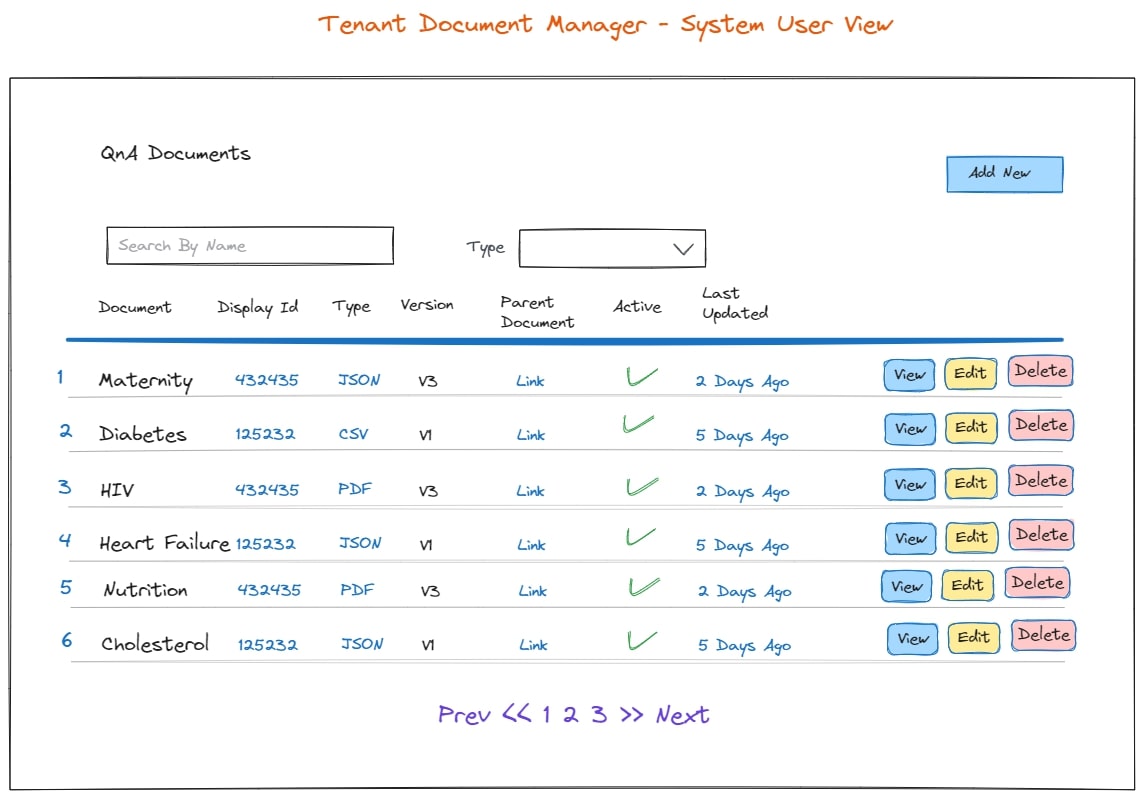 Tenant Document Manager - System User View
QnA Documents
Add New
Search By Name Type
Document Display Id Type Version Parent Document Active Last Updated
1 Maternity 432435 JSON V3 Link 2 Days Ago View Edit Delete
2 Diabetes 125232 CSV V1 Link 5 Days Ago View Edit Delete
3 HIV 432435 PDF V3 Link 2 Days Ago View Edit Delete
4 Heart Failure 125232 JSON V1 Link 5 Days Ago View Edit Delete
5 Nutrition 432435 PDF V3 Link 2 Days Ago View Edit Delete
6 Cholesterol 125232 JSON V1 Link 5 Days Ago View Edit Delete
Prev << 1 2 3 >> Next